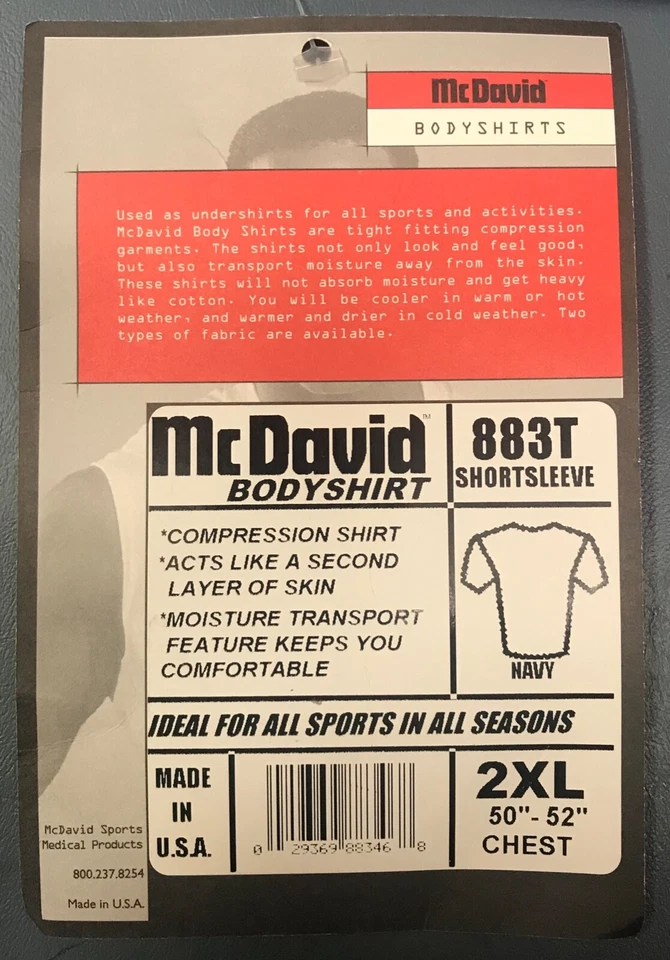 McDavid
BODYSHIRTS
Used as undershirts for all sports and activities.
McDavid Body Shirts are tight fitting compression
garments. The shirts not only look and feel good,
but also transport moisture away from the skin.
These shirts will not absorb moisture and get heavy
like cotton. You will be cooler in warm or hot
weather, and warmer and drier in cold weather. Two
types of fabric are available.
McDavid™
BODYSHIRT
883T
SHORTSLEEVE
*COMPRESSION SHIRT
*ACTS LIKE A SECOND
LAYER OF SKIN
*MOISTURE TRANSPORT
FEATURE KEEPS YOU
COMFORTABLE
NAVY
IDEAL FOR ALL SPORTS IN ALL SEASONS
MADE
IN
U.S.A.
0 29369 88346 8
2XL
50"- 52"
CHEST
McDavid Sports
Medical Products
800.237.8254
Made in U.S.A.